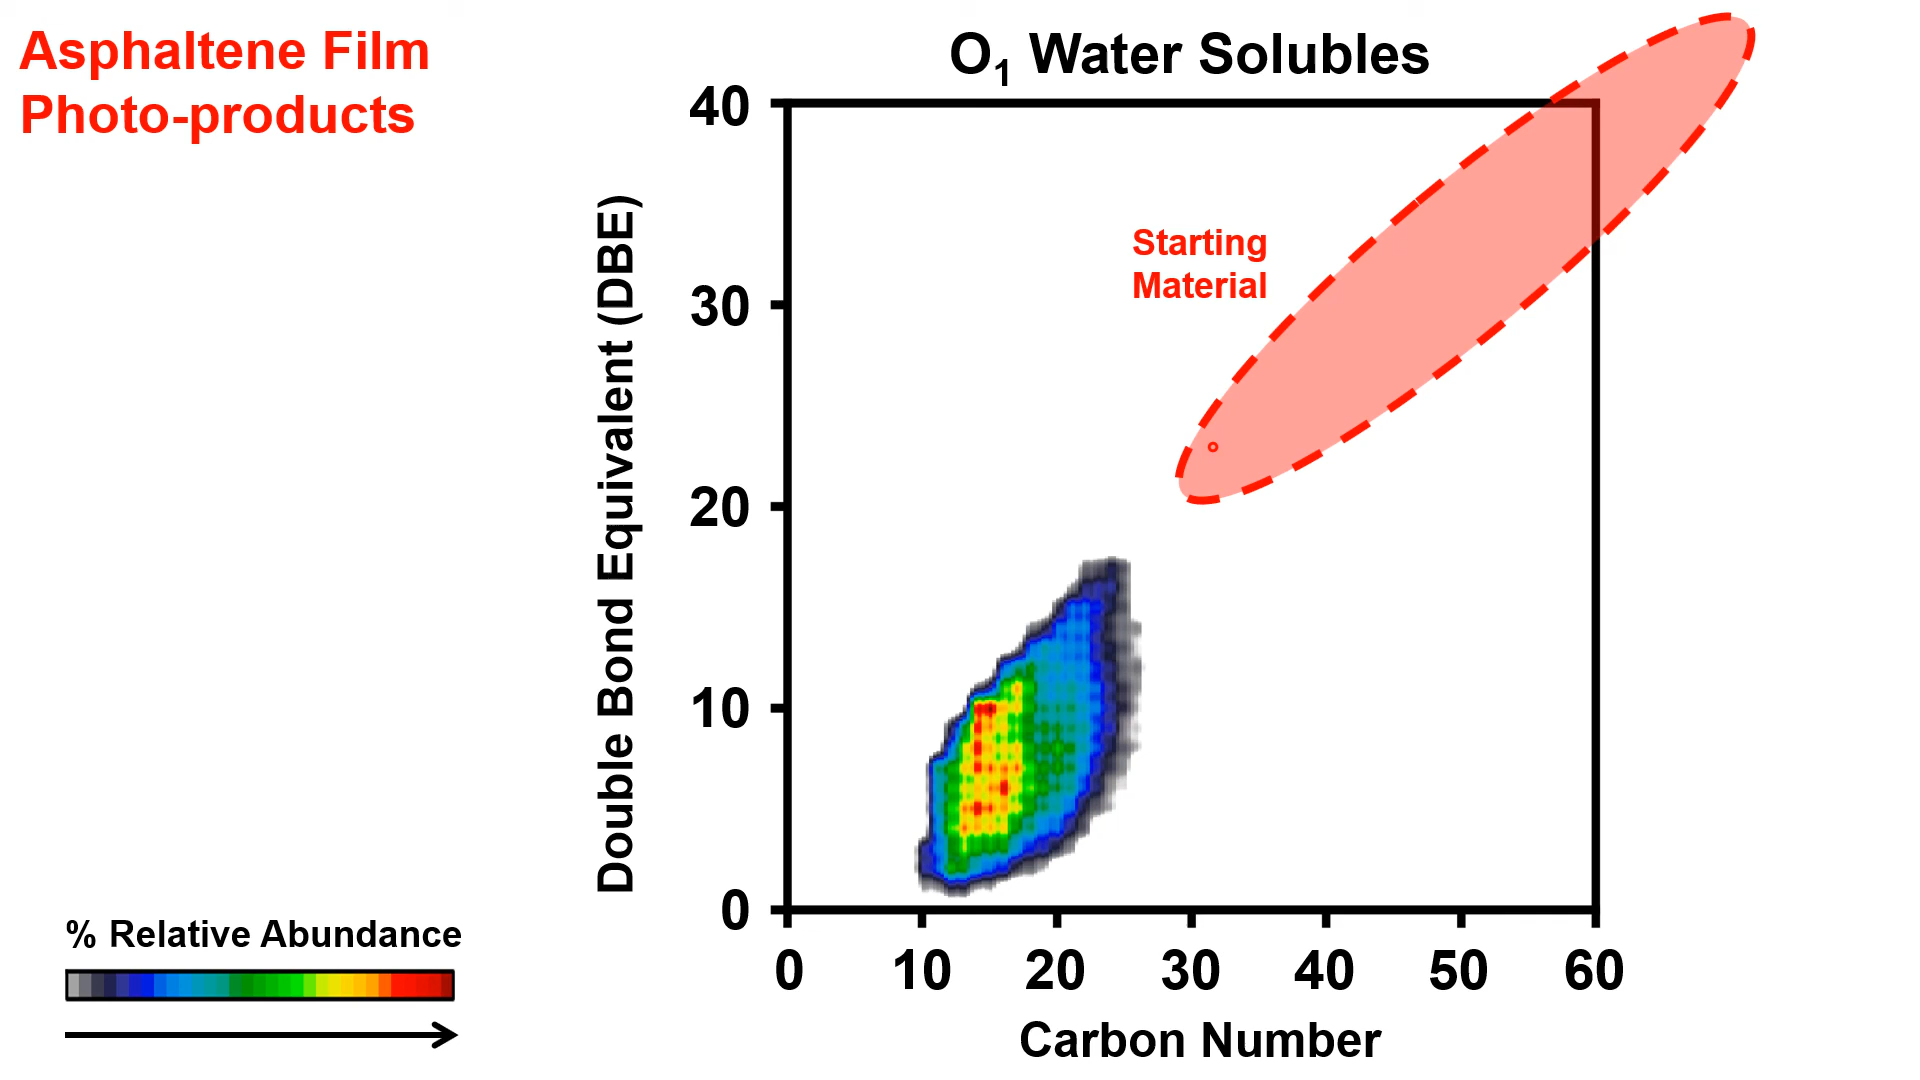 Asphaltene Film
Photo-products
O₁ Water Solubles
40
30
20
10
0
Double Bond Equivalent (DBE)
Starting
Material
0 10 20 30 40 50 60
Carbon Number
% Relative Abundance